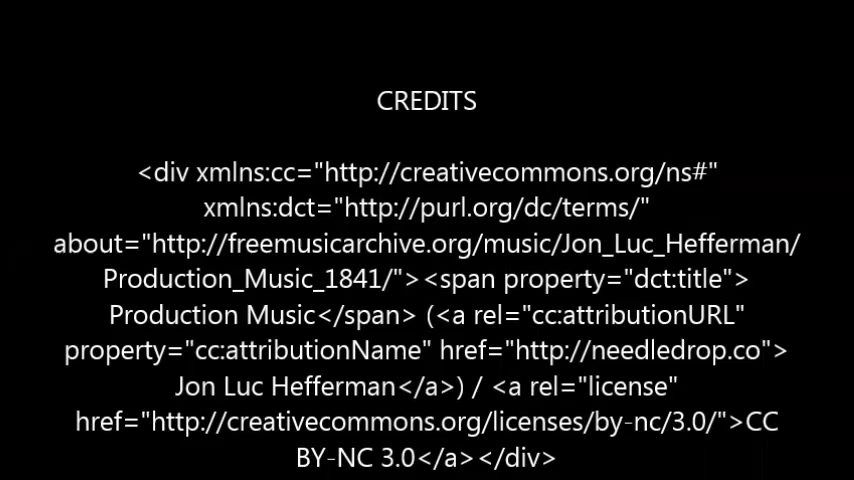 CREDITS
<div xmlns:cc="http://creativecommons.org/ns#"
xmlns:dct="http://purl.org/dc/terms/"
about="http://freemusicarchive.org/music/Jon_Luc_Hefferman/
Production_Music_1841/"><span property="dct:title">
Production Music</span> (<a rel="cc:attributionURL"
property="cc:attributionName" href="http://needledrop.co">
Jon Luc Hefferman</a>) / <a rel="license"
href="http://creativecommons.org/licenses/by-nc/3.0/">CC
BY-NC 3.0</a></div>